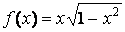 f(x) = x√(1 − x²)